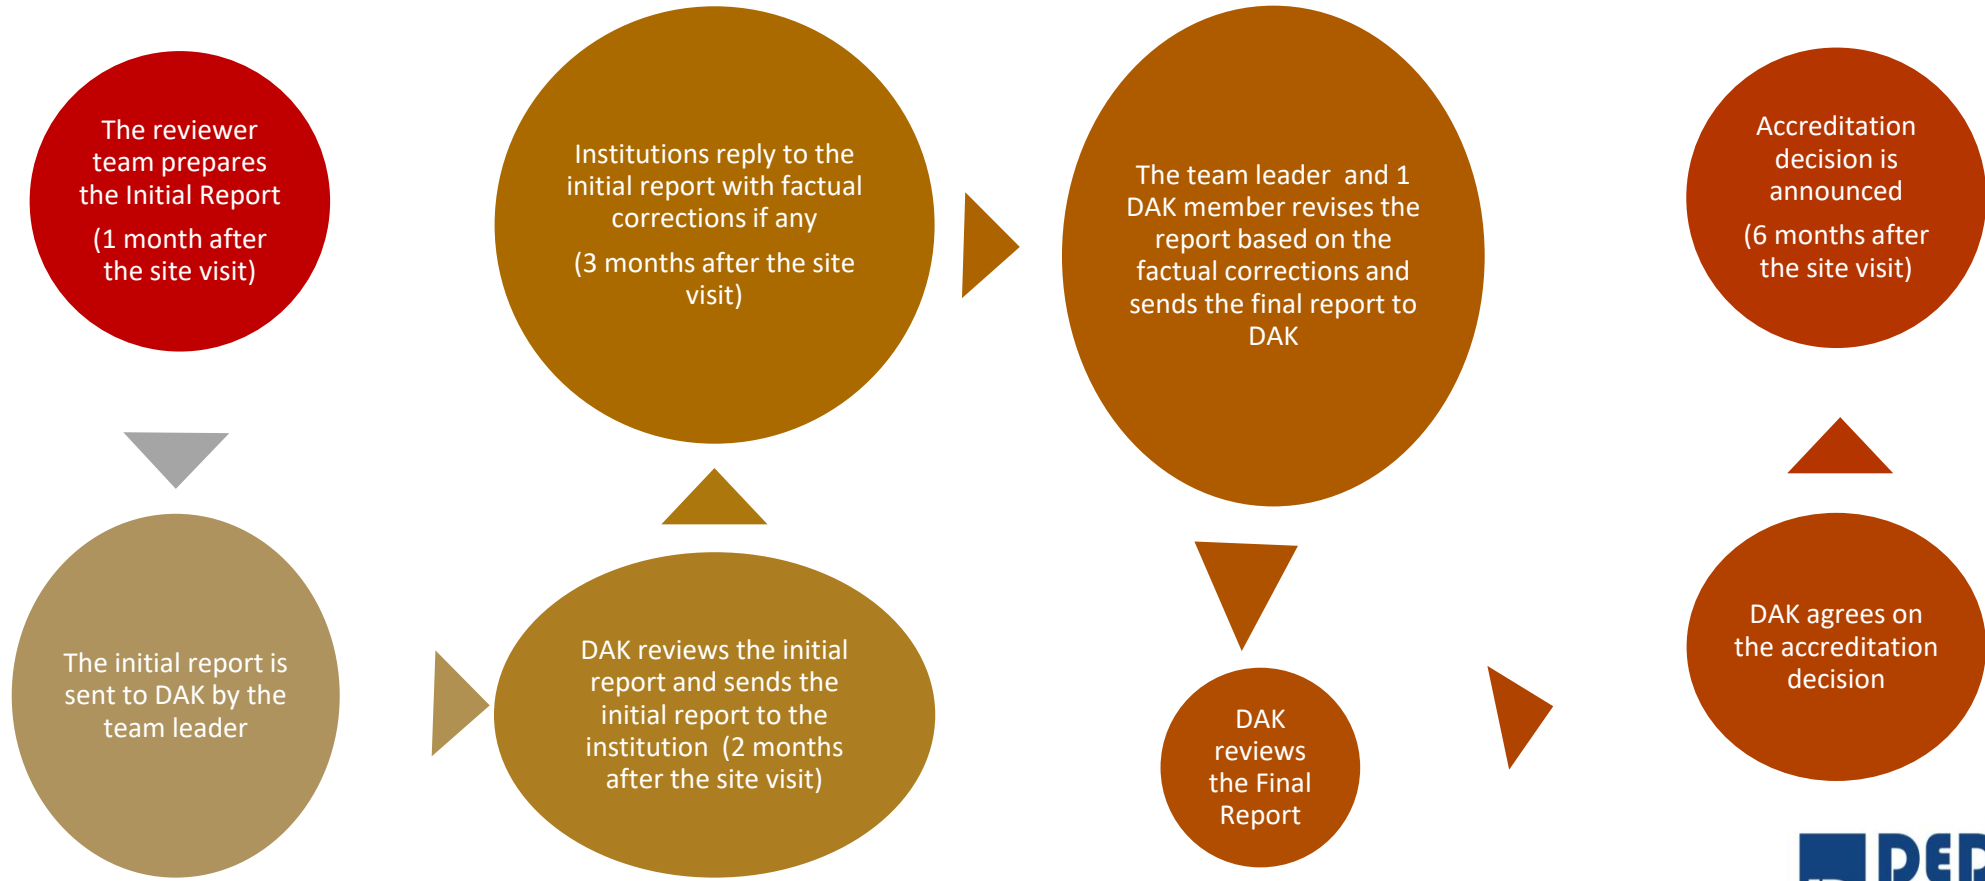 The reviewer
team prepares
the Initial Report
(1 month after
the site visit)
The initial report is
sent to DAK by the
team leader
DAK reviews the initial
report and sends the
initial report to the
institution (2 months
after the site visit)
Institutions reply to the
initial report with factual
corrections if any
(3 months after the site
visit)
The team leader and 1
DAK member revises the
report based on the
factual corrections and
sends the final report to
DAK
DAK
reviews
the Final
Report
DAK agrees on
the accreditation
decision
Accreditation
decision is
announced
(6 months after
the site visit)